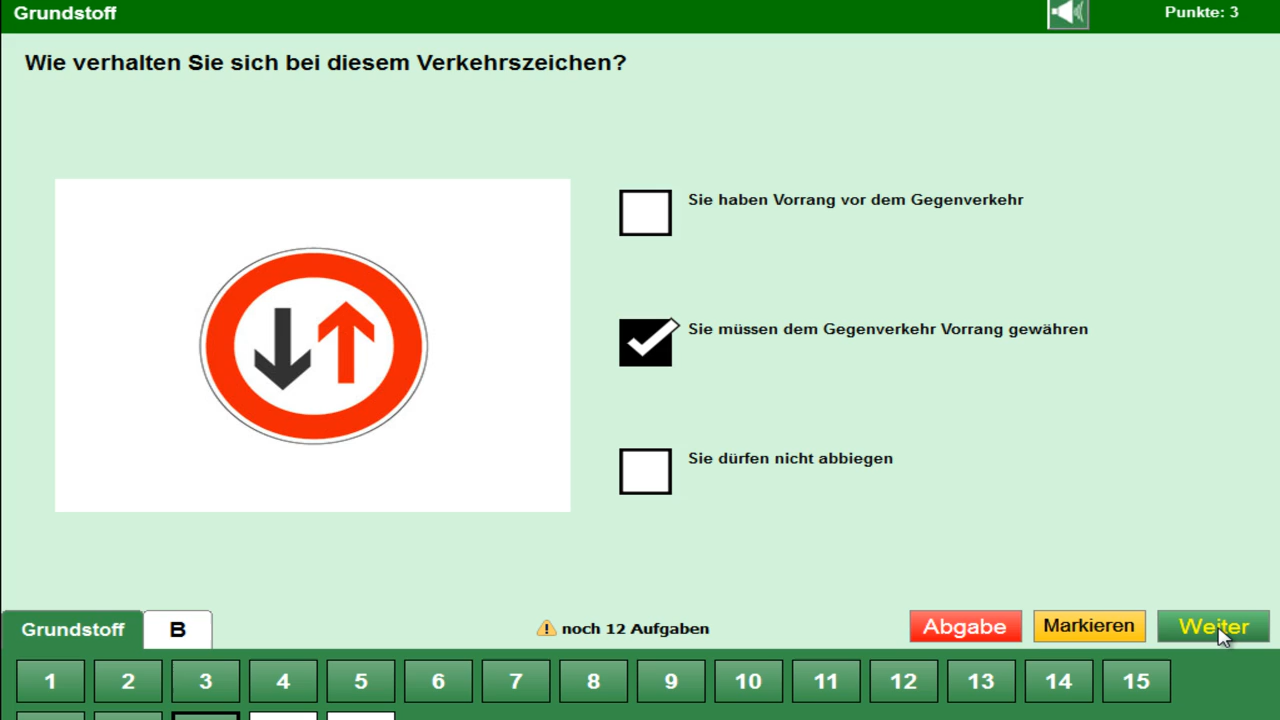 Grundstoff
Punkte: 3
Wie verhalten Sie sich bei diesem Verkehrszeichen?
Sie haben Vorrang vor dem Gegenverkehr
Sie müssen dem Gegenverkehr Vorrang gewähren
Sie dürfen nicht abbiegen
Grundstoff B noch 12 Aufgaben Abgabe Markieren Weiter
1 2 3 4 5 6 7 8 9 10 11 12 13 14 15